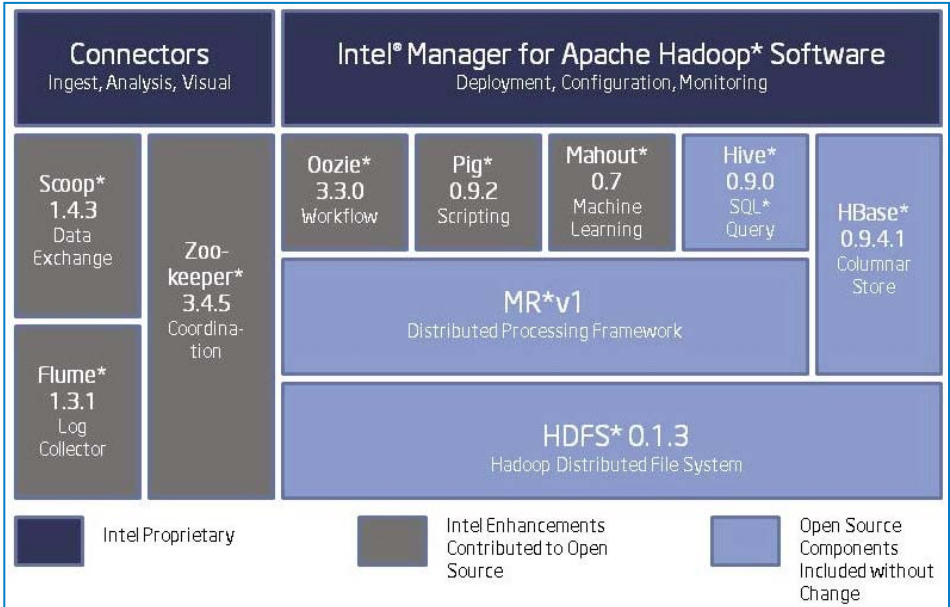 Connectors
Ingest, Analysis, Visual
Intel® Manager for Apache Hadoop* Software
Deployment, Configuration, Monitoring
Scoop*
1.4.3
Data
Exchange
Flume*
1.3.1
Log
Collector
Zoo-
keeper*
3.4.5
Coordina-
tion
Oozie*
3.3.0
Workflow
Pig*
0.9.2
Scripting
Mahout*
0.7
Machine
Learning
Hive*
0.9.0
SQL*
Query
HBase*
0.9.4.1
Columnar
Store
MR*v1
Distributed Processing Framework
HDFS* 0.1.3
Hadoop Distributed File System
Intel Proprietary
Intel Enhancements
Contributed to Open
Source
Open Source
Components
Included without
Change